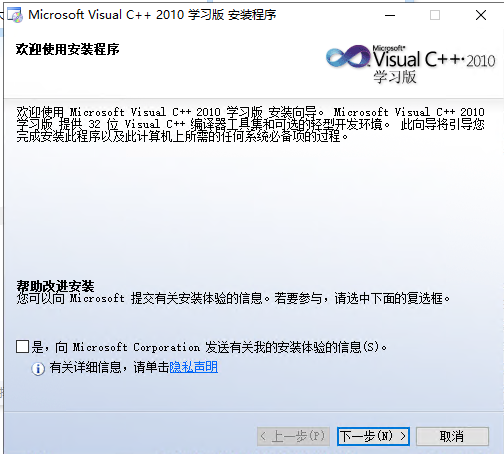 Microsoft Visual C++ 2010 学习版 安装程序
欢迎使用安装程序
Microsoft®
Visual C++ 2010
学习版
欢迎使用 Microsoft Visual C++ 2010 学习版 安装向导。 Microsoft Visual C++ 2010
学习版 提供 32 位 Visual C++ 编译器工具集和可选的轻型开发环境。 此向导将引导您
完成安装此程序以及此计算机上所需的任何系统必备项的过程。
帮助改进安装
您可以向 Microsoft 提交有关安装体验的信息。若要参与，请选中下面的复选框。
是，向 Microsoft Corporation 发送有关我的安装体验的信息(S)。
有关详细信息，请单击隐私声明
< 上一步(P) 下一步(N) > 取消